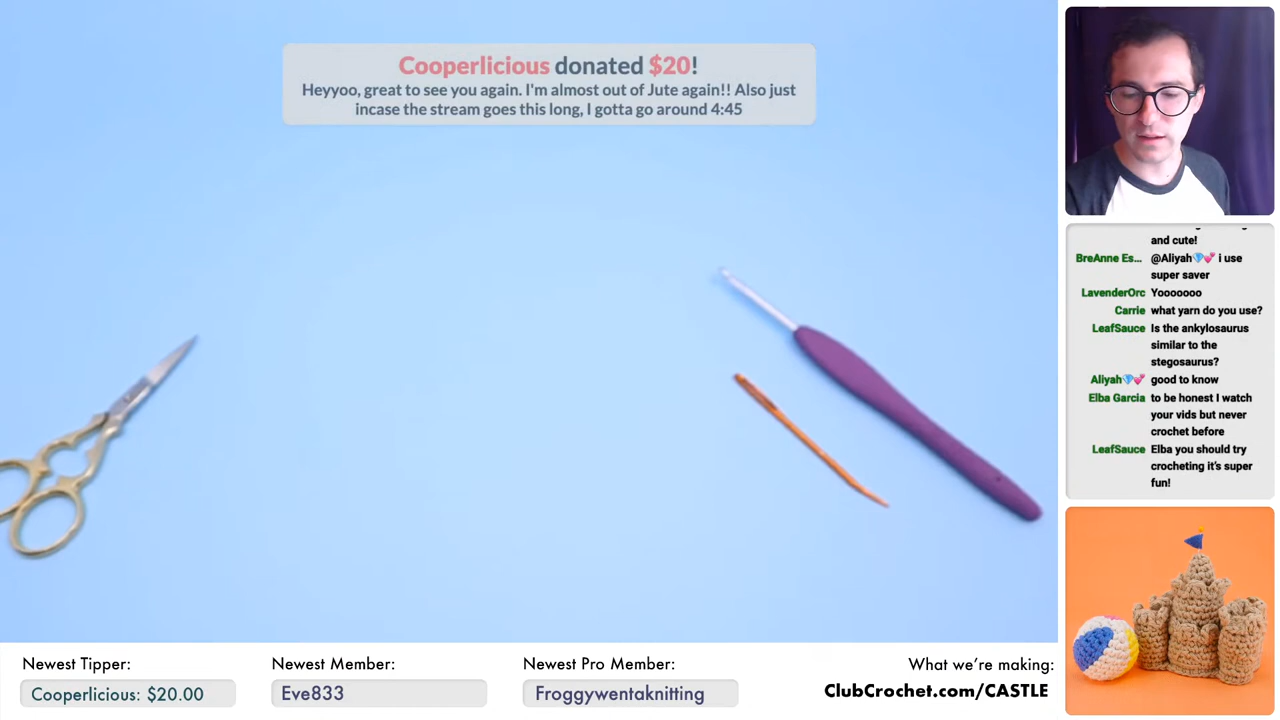 Cooperlicious donated $20!
Heyyoo, great to see you again. I'm almost out of Jute again!! Also just
incase the stream goes this long, I gotta go around 4:45
and cute!
BreAnne Es... @Aliyah💎💕 i use
super saver
LavenderOrc Yooooooo
Carrie what yarn do you use?
LeafSauce Is the ankylosaurus
similar to the
stegosaurus?
Aliyah💎💕 good to know
Elba Garcia to be honest I watch
your vids but never
crochet before
LeafSauce Elba you should try
crocheting it's super
fun!
Newest Tipper:
Cooperlicious: $20.00
Newest Member:
Eve833
Newest Pro Member:
Froggywentaknitting
What we're making:
ClubCrochet.com/CASTLE